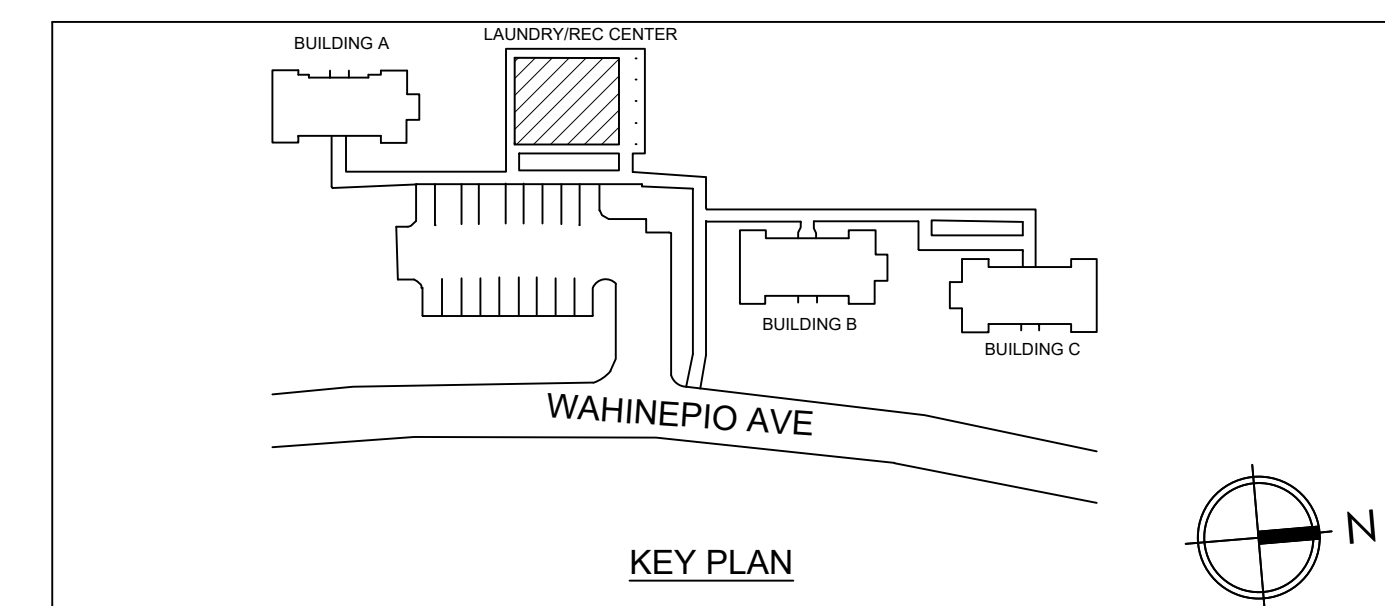 BUILDING A
LAUNDRY/REC CENTER
BUILDING B
BUILDING C
WAHINEPIO AVE
KEY PLAN
N